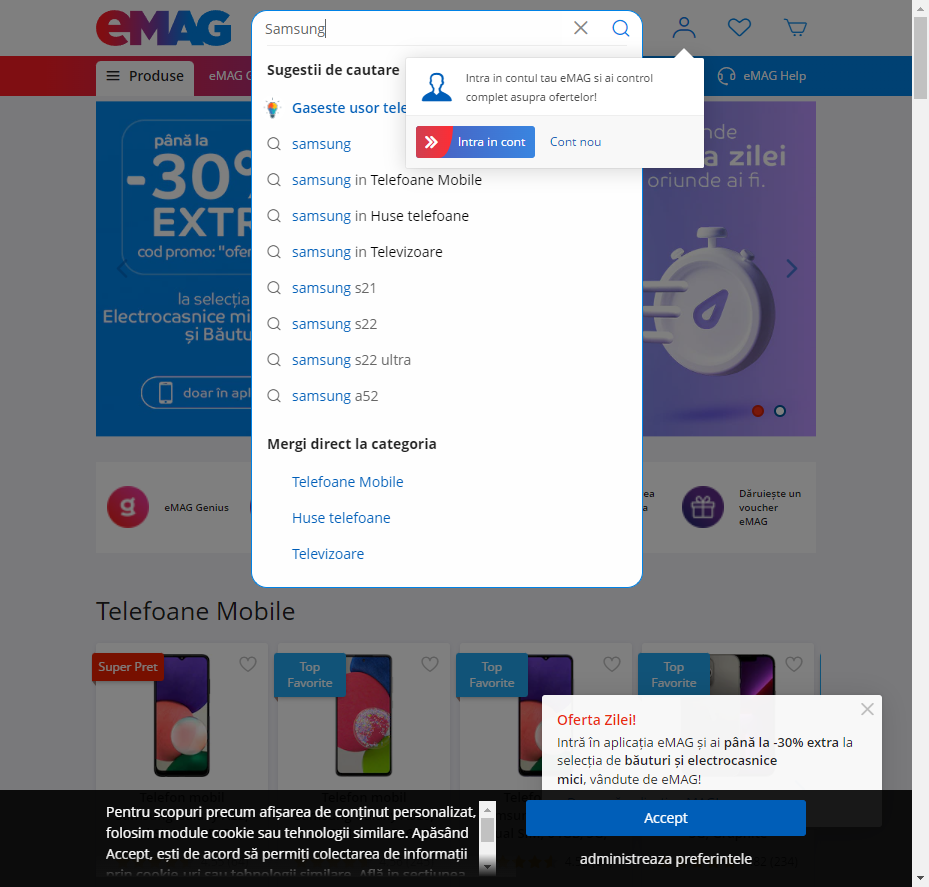 eMAG
Samsung
Produse
eMAG G
eMAG Help
Sugestii de cautare
Gaseste usor tele
samsung
samsung in Telefoane Mobile
samsung in Huse telefoane
samsung in Televizoare
samsung s21
samsung s22
samsung s22 ultra
samsung a52
Mergi direct la categoria
Telefoane Mobile
Huse telefoane
Televizoare
Intra in contul tau eMAG si ai control
complet asupra ofertelor!
Intra in cont
Cont nou
până la
-30%
EXTR
cod promo: "ofer
la selecția
Electrocasnice mi
și Băutu
doar în apl
nde
a zilei
oriunde ai fi.
eMAG Genius
rea
a
Dăruiește un
voucher
eMAG
Telefoane Mobile
Super Pret
Top
Favorite
Top
Favorite
Top
Favorite
Telefon mobil
Oferta Zilei!
Intră în aplicația eMAG și ai până la -30% extra la
selecția de băuturi și electrocasnice
mici, vândute de eMAG!
Pentru scopuri precum afișarea de conținut personalizat,
folosim module cookie sau tehnologii similare. Apăsând
Accept, ești de acord să permiți colectarea de informații
prin cookie-uri sau tehnologii similare. Află in sectiunea
Accept
administreaza preferintele